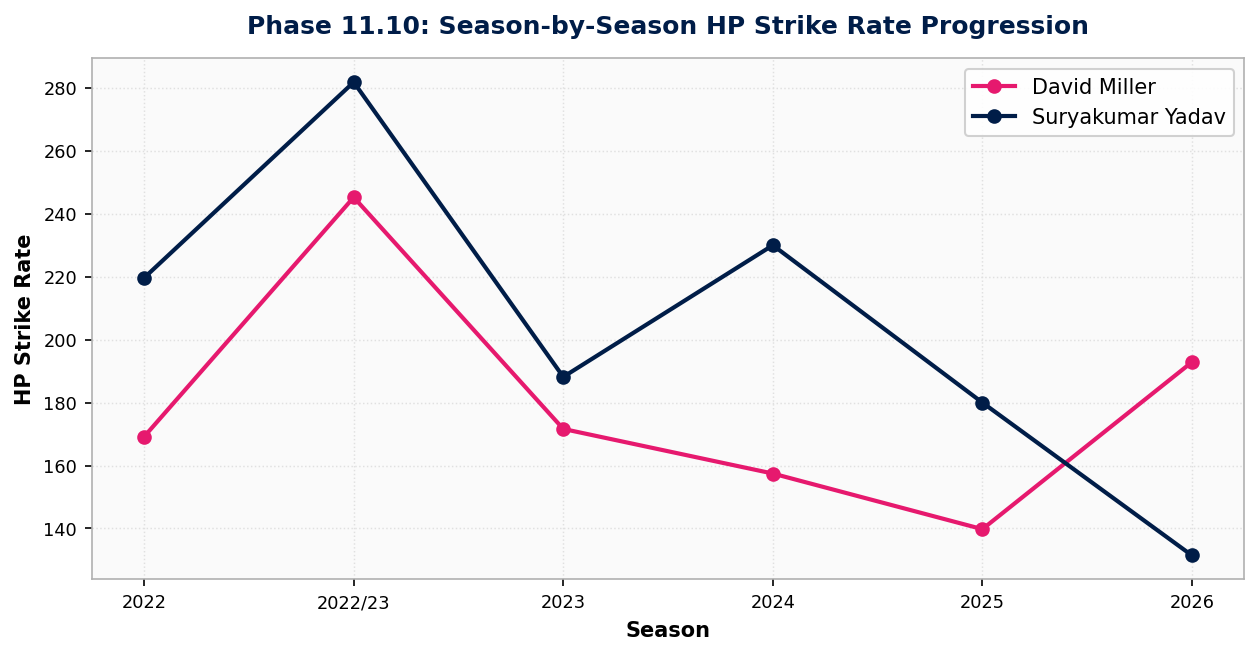 Phase 11.10: Season-by-Season HP Strike Rate Progression
David Miller
Suryakumar Yadav
HP Strike Rate
280
260
240
220
200
180
160
140
2022
2022/23
2023
2024
2025
2026
Season